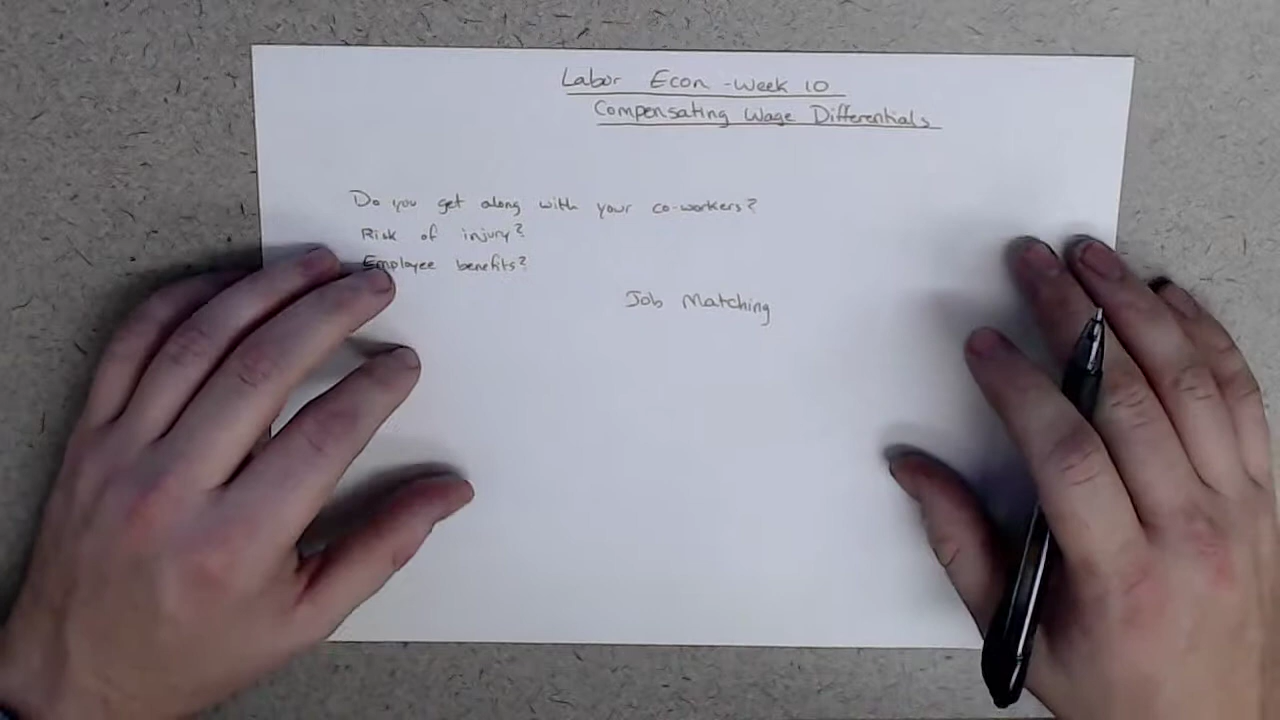 Labor Econ - Week 10
Compensating Wage Differentials
Do you get along with your co-workers?
Risk of injury?
Employee benefits?
Job Matching